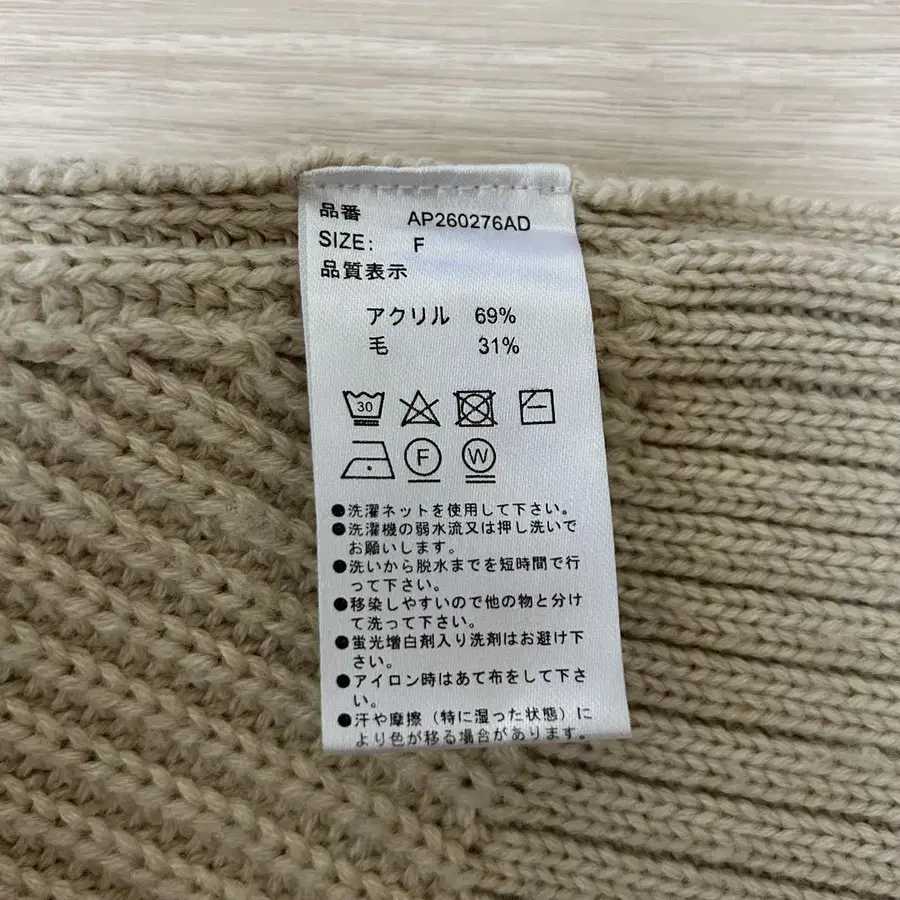 品番 AP260276AD
SIZE: F
品質表示
アクリル 69%
毛 31%
30
F W
●洗濯ネットを使用して下さい。
●洗濯機の弱水流又は押し洗いで
お願いします。
●洗いから脱水までを短時間で行
って下さい。
●移染しやすいので他の物と分け
て洗って下さい。
●蛍光増白剤入り洗剤はお避け下
さい。
●アイロン時はあて布をして下さ
い。
●汗や摩擦（特に湿った状態）に
より色が移る場合があります。